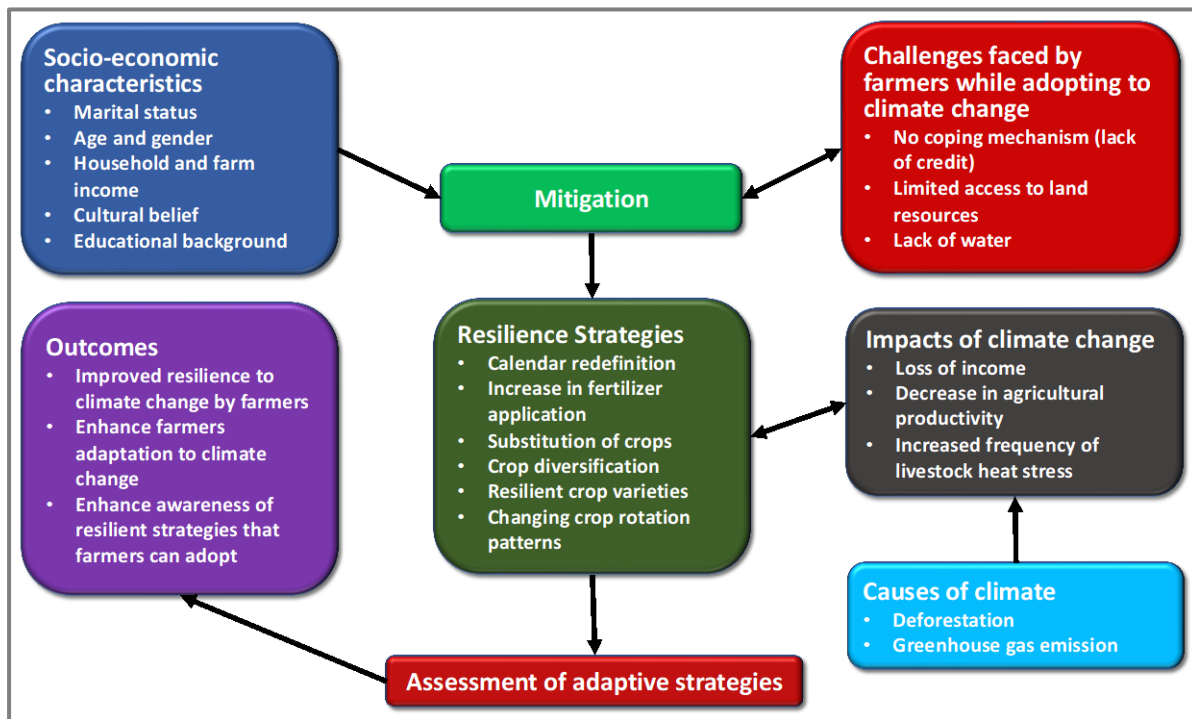 Socio-economic
characteristics
• Marital status
• Age and gender
• Household and farm
income
• Cultural belief
• Educational background
Mitigation
Challenges faced by
farmers while adopting to
climate change
• No coping mechanism (lack
of credit)
• Limited access to land
resources
• Lack of water
Outcomes
• Improved resilience to
climate change by farmers
• Enhance farmers
adaptation to climate
change
• Enhance awareness of
resilient strategies that
farmers can adopt
Resilience Strategies
• Calendar redefinition
• Increase in fertilizer
application
• Substitution of crops
• Crop diversification
• Resilient crop varieties
• Changing crop rotation
patterns
Impacts of climate change
• Loss of income
• Decrease in agricultural
productivity
• Increased frequency of
livestock heat stress
Causes of climate
• Deforestation
• Greenhouse gas emission
Assessment of adaptive strategies